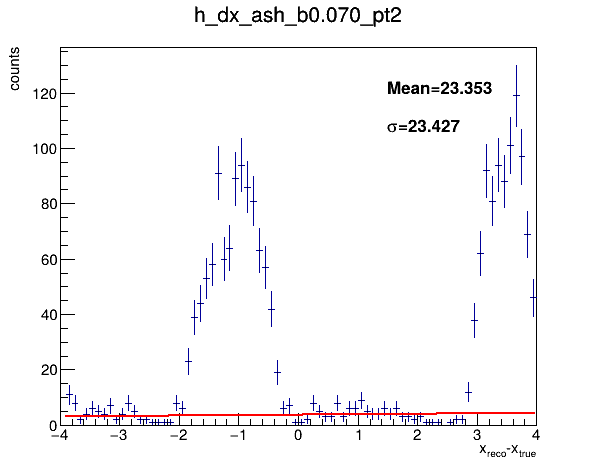 h_dx_ash_b0.070_pt2
counts
Mean=23.353
σ=23.427
120
100
80
60
40
20
0
−4 −3 −2 −1 0 1 2 3 4
x_reco-x_true